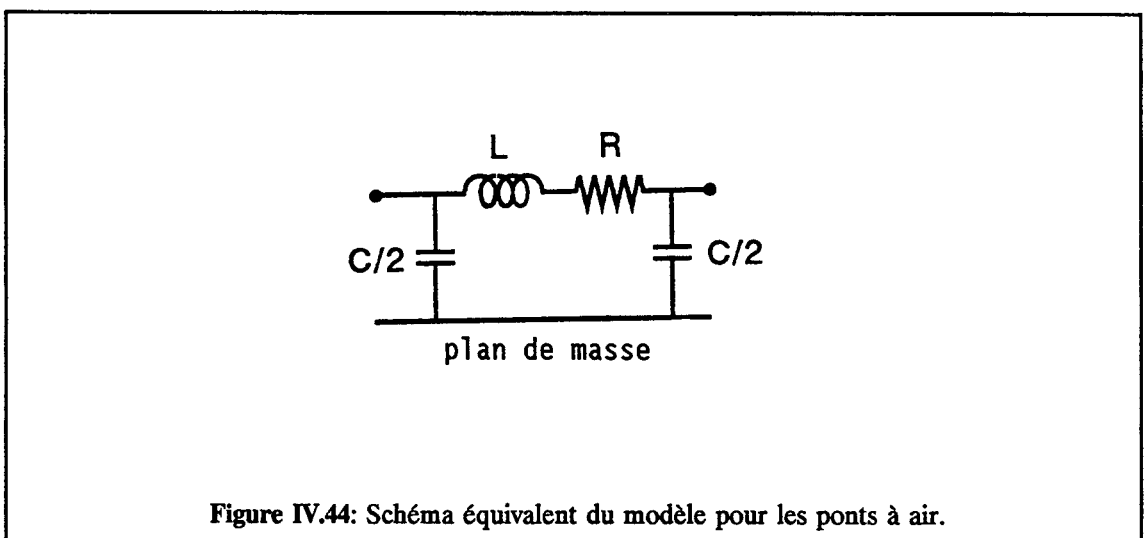 L R
C/2 C/2
plan de masse
Figure IV.44: Schéma équivalent du modèle pour les ponts à air.